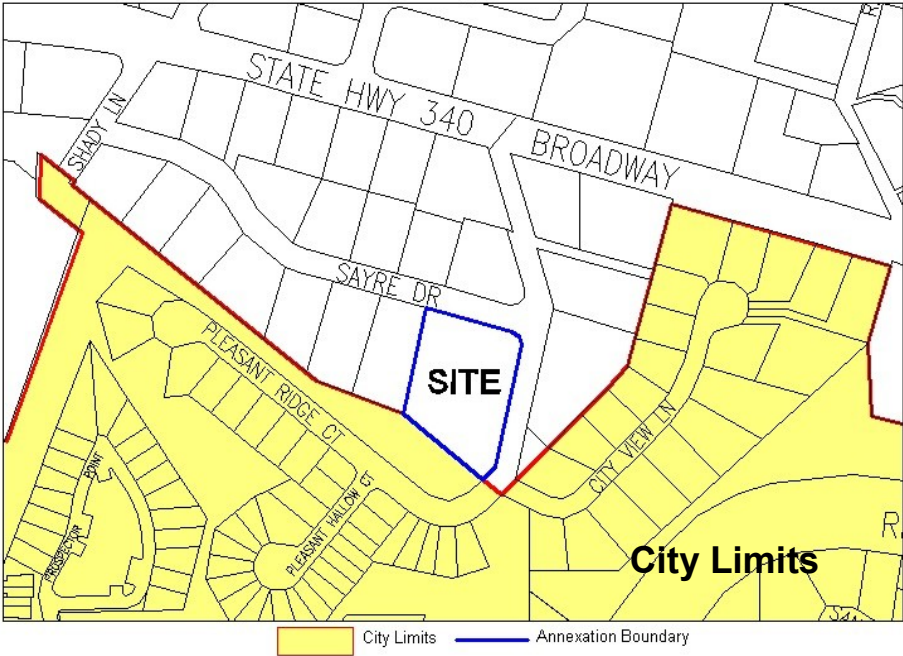 SHADY LN
STATE HWY 340
BROADWAY
SAYRE DR
SITE
PLEASANT RIDGE CT
CITY VIEW LN
POINT
PROSPECTOR
PLEASANT HALLOW CT
City Limits
City Limits
Annexation Boundary